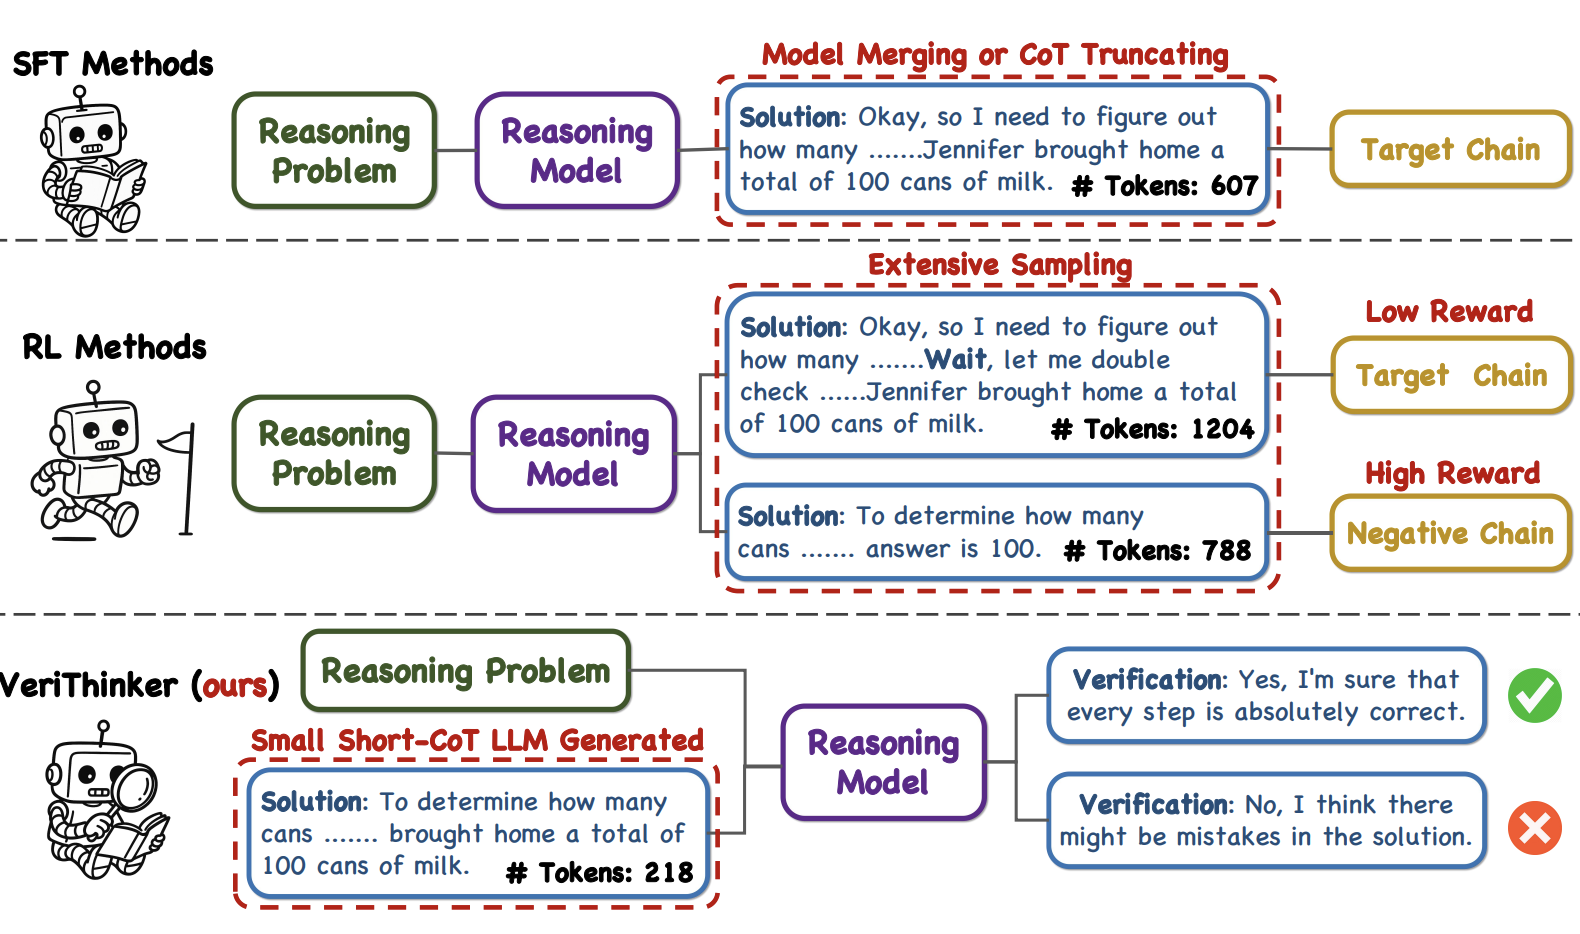 SFT Methods
Reasoning
Problem
Reasoning
Model
Model Merging or CoT Truncating
Solution: Okay, so I need to figure out
how many .......Jennifer brought home a
total of 100 cans of milk. # Tokens: 607
Target Chain
RL Methods
Reasoning
Problem
Reasoning
Model
Extensive Sampling
Solution: Okay, so I need to figure out
how many .......Wait, let me double
check ......Jennifer brought home a total
of 100 cans of milk. # Tokens: 1204
Low Reward
Target Chain
Solution: To determine how many
cans ....... answer is 100. # Tokens: 788
High Reward
Negative Chain
VeriThinker (ours)
Reasoning Problem
Small Short-CoT LLM Generated
Solution: To determine how many
cans ....... brought home a total of
100 cans of milk. # Tokens: 218
Reasoning
Model
Verification: Yes, I'm sure that
every step is absolutely correct.
Verification: No, I think there
might be mistakes in the solution.